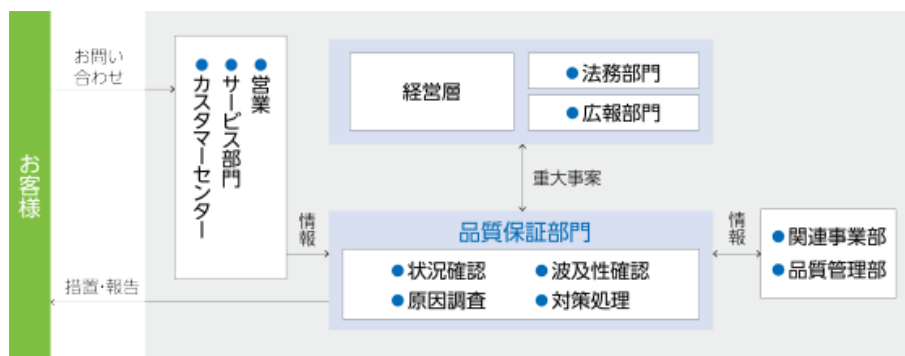 お客様
お問い
合わせ
●営業
●サービス部門
●カスタマーセンター
経営層
●法務部門
●広報部門
重大事案
情報
品質保証部門
●状況確認
●波及性確認
●原因調査
●対策処理
情報
●関連事業部
●品質管理部
措置・報告